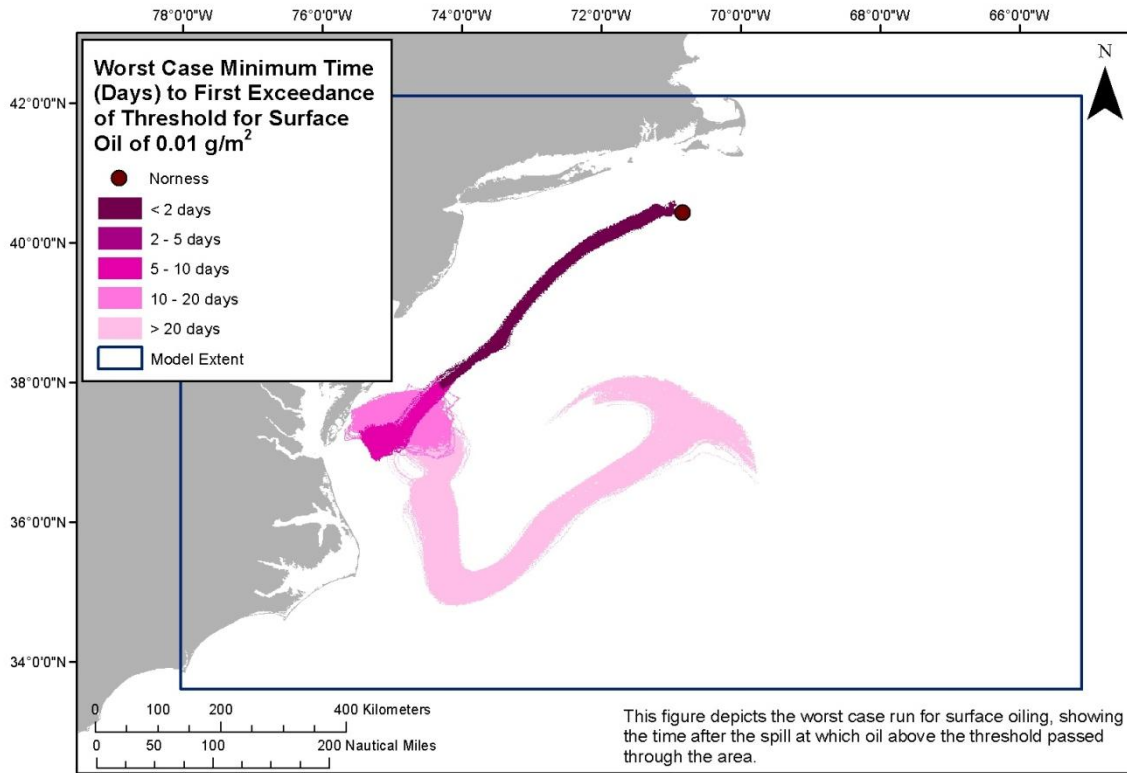 78°0'0"W 76°0'0"W 74°0'0"W 72°0'0"W 70°0'0"W 68°0'0"W 66°0'0"W
N
Worst Case Minimum Time
(Days) to First Exceedance
of Threshold for Surface
Oil of 0.01 g/m²
Norness
< 2 days
2 - 5 days
5 - 10 days
10 - 20 days
> 20 days
Model Extent
42°0'0"N
40°0'0"N
38°0'0"N
36°0'0"N
34°0'0"N
0 100 200 400 Kilometers
0 50 100 200 Nautical Miles
This figure depicts the worst case run for surface oiling, showing
the time after the spill at which oil above the threshold passed
through the area.